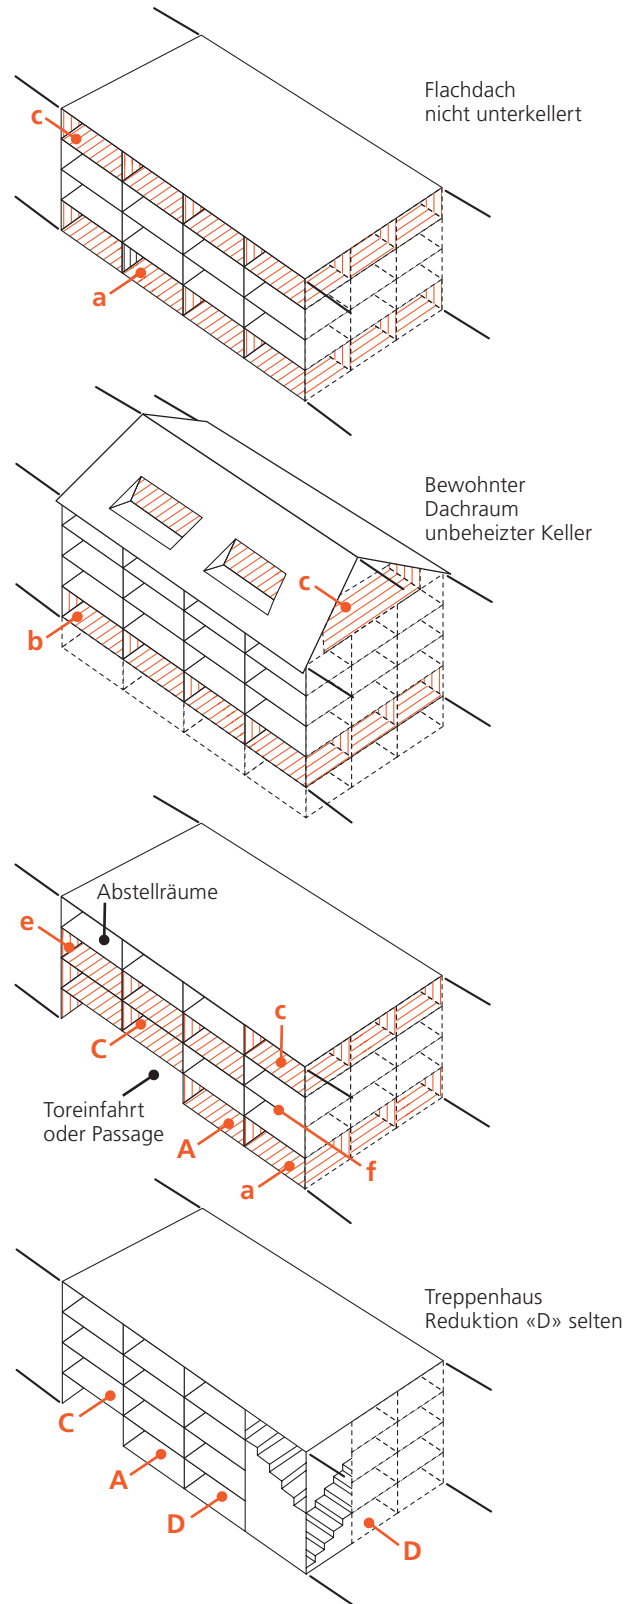 Flachdach
nicht unterkellert
c
a
Bewohnter
Dachraum
unbeheizter Keller
c
b
Abstellräume
e
c
C
Toreinfahrt
oder Passage
A
a
f
Treppenhaus
Reduktion «D» selten
C
A
D
D